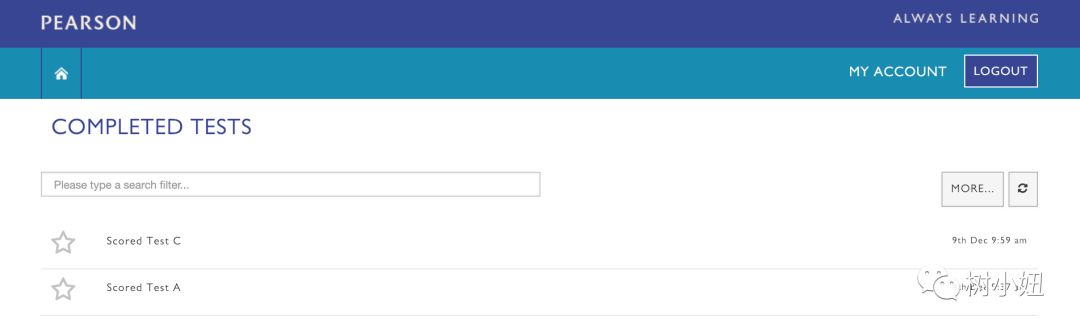 PEARSON
ALWAYS LEARNING
MY ACCOUNT
LOGOUT
COMPLETED TESTS
Please type a search filter...
MORE...
Scored Test C
9th Dec 9:59 am
Scored Test A
树小妞